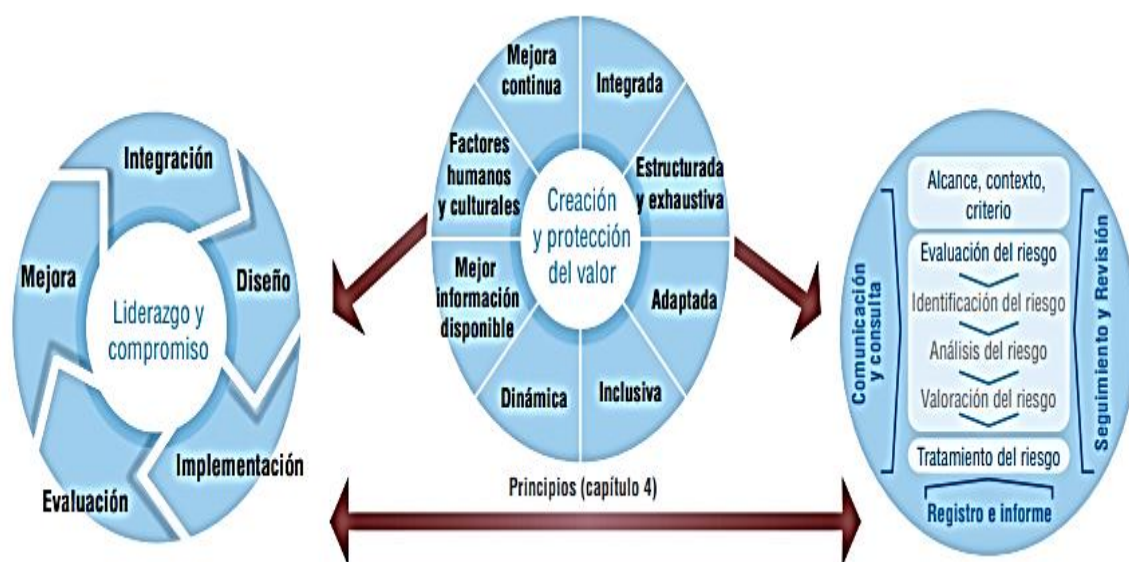 Integración
Diseño
Implementación
Evaluación
Mejora
Liderazgo y
compromiso
Mejora
continua
Integrada
Estructurada
y exhaustiva
Adaptada
Inclusiva
Dinámica
Mejor
información
disponible
Factores
humanos
y culturales
Creación
y protección
del valor
Principios (capítulo 4)
Comunicación
y consulta
Alcance, contexto,
criterio
Evaluación del riesgo
Identificación del riesgo
Análisis del riesgo
Valoración del riesgo
Tratamiento del riesgo
Seguimiento y Revisión
Registro e informe